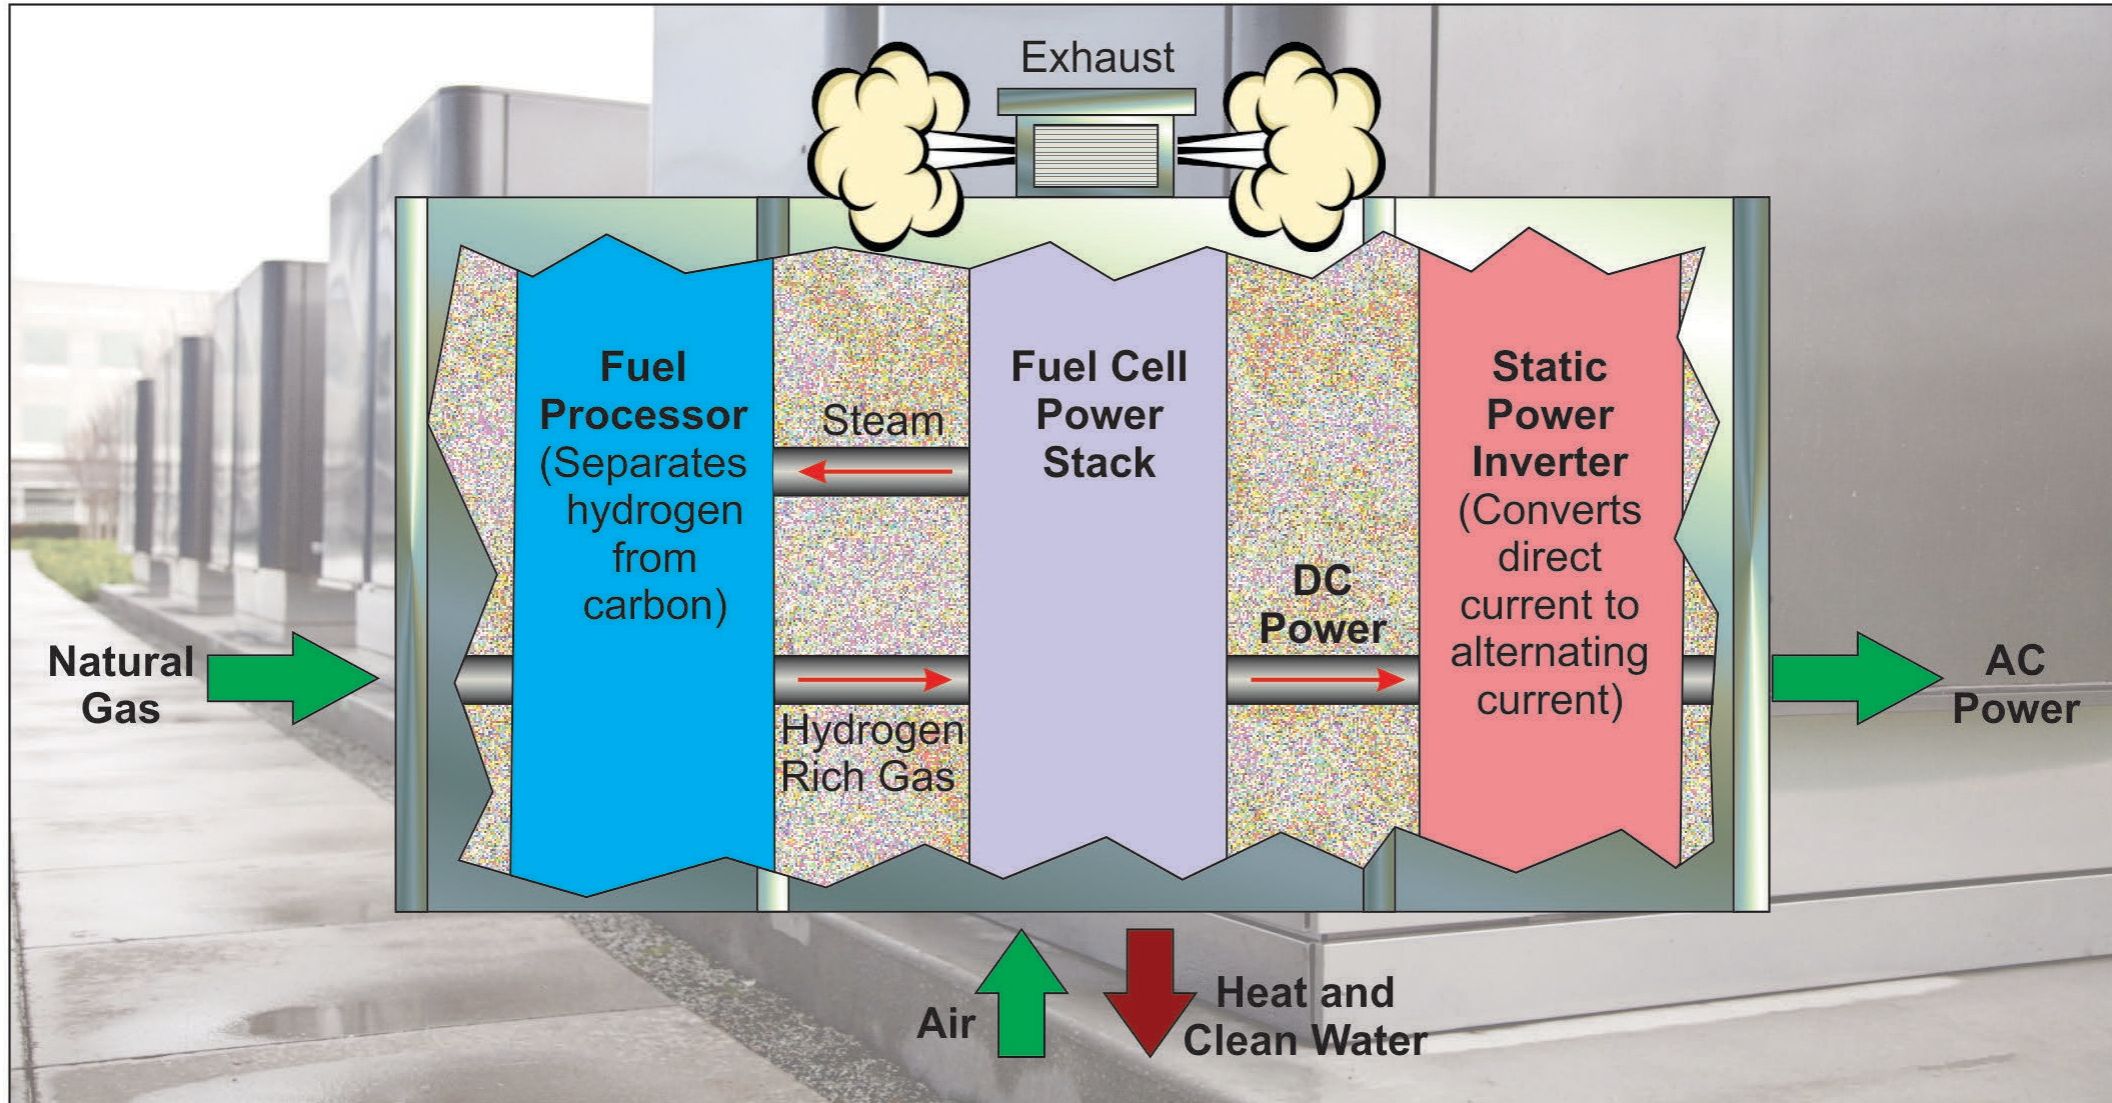 Exhaust
Fuel
Processor
(Separates
hydrogen
from
carbon)
Steam
Hydrogen
Rich Gas
Fuel Cell
Power
Stack
DC
Power
Static
Power
Inverter
(Converts
direct
current to
alternating
current)
Natural
Gas
AC
Power
Air
Heat and
Clean Water